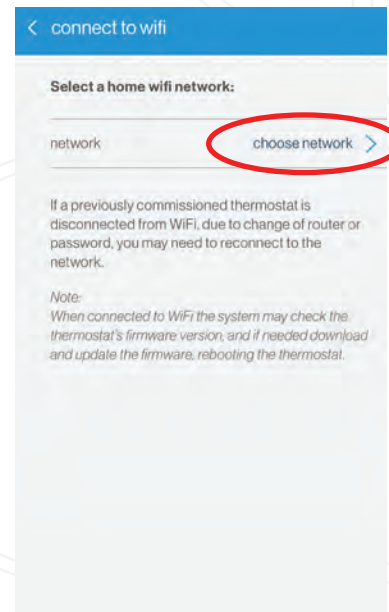 < connect to wifi
Select a home wifi network:
network choose network >
If a previously commissioned thermostat is
disconnected from WiFi, due to change of router or
password, you may need to reconnect to the
network.
Note:
When connected to WiFi the system may check the
thermostat's firmware version, and if needed download
and update the firmware, rebooting the thermostat.